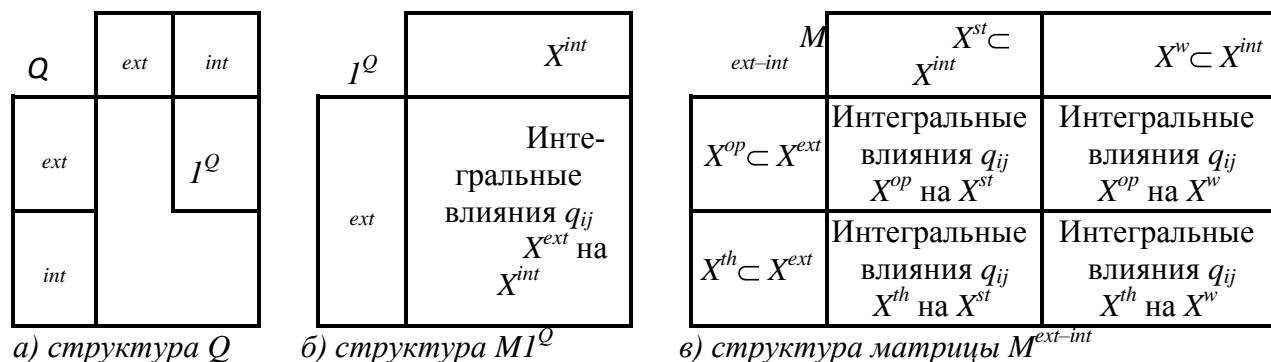 Q
ext
int
ext
1^Q
int
а) структура Q
1^Q
X^int
ext
Инте-
гральные
влияния q_ij
X^ext на
X^int
б) структура M1^Q
M
ext–int
X^st ⊂
X^int
X^w ⊂ X^int
X^op ⊂ X^ext
Интегральные
влияния q_ij
X^op на X^st
Интегральные
влияния q_ij
X^op на X^w
X^th ⊂ X^ext
Интегральные
влияния q_ij
X^th на X^st
Интегральные
влияния q_ij
X^th на X^w
в) структура матрицы M^ext–int